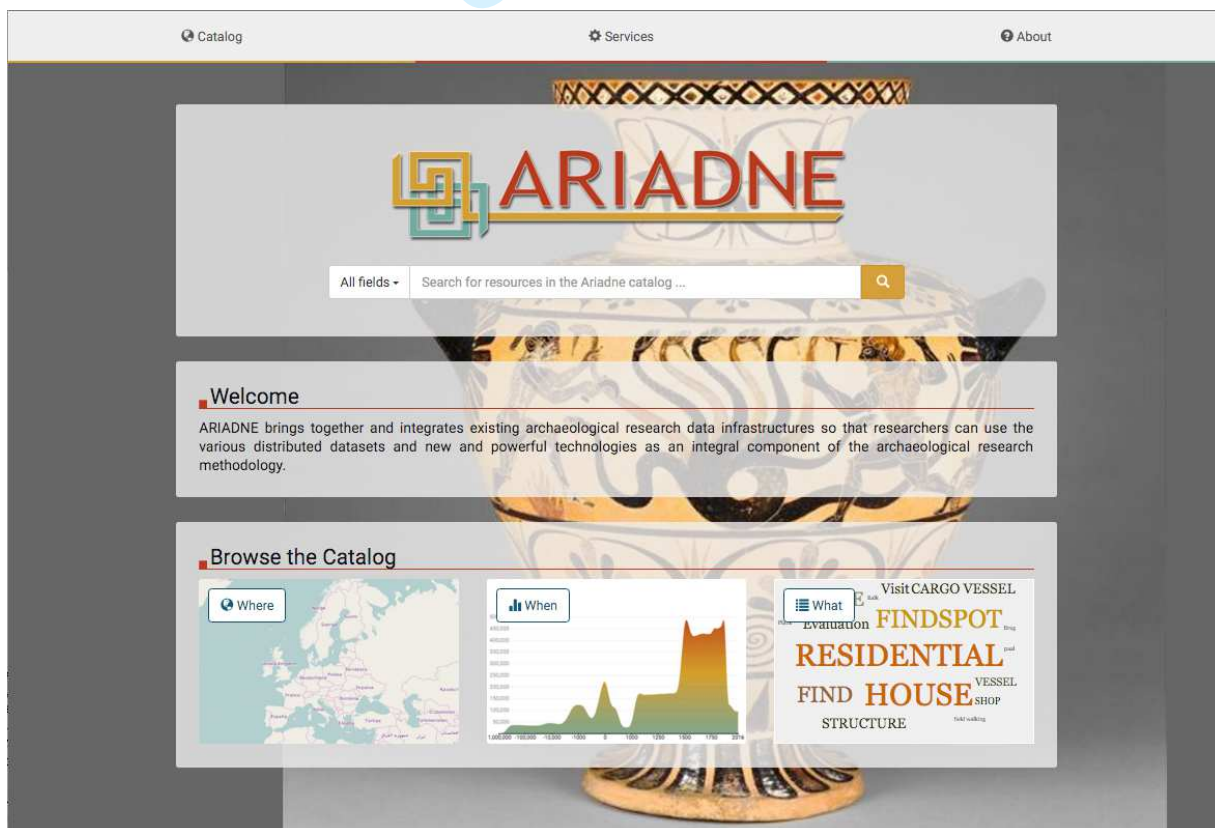 Catalog
Services
About
ARIADNE
All fields
Search for resources in the Ariadne catalog ...
Welcome
ARIADNE brings together and integrates existing archaeological research data infrastructures so that researchers can use the
various distributed datasets and new and powerful technologies as an integral component of the archaeological research
methodology.
Browse the Catalog
Where
When
What
Visit CARGO VESSEL
Evaluation FINDSPOT
RESIDENTIAL
FIND HOUSE VESSEL
SHOP
STRUCTURE
field walking